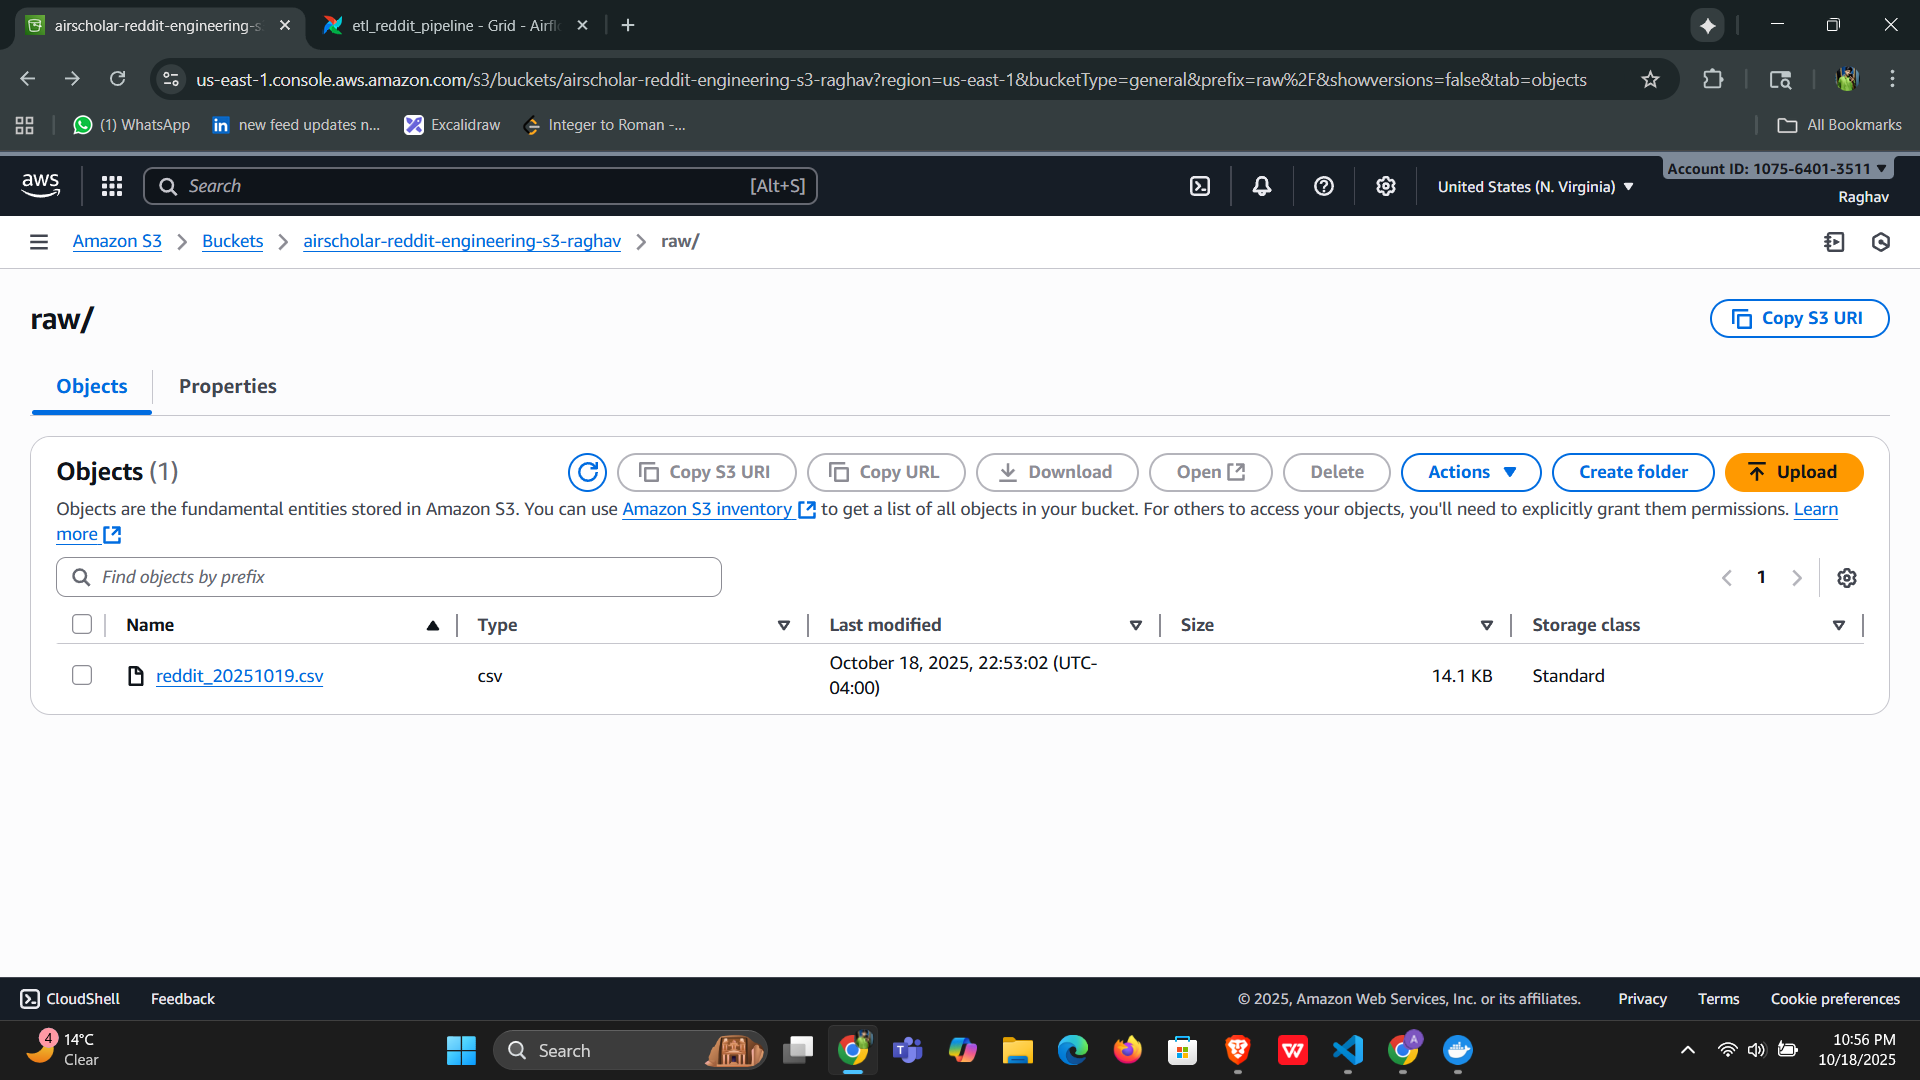 airscholar-reddit-engineering-s
etl_reddit_pipeline - Grid - Airflo
us-east-1.console.aws.amazon.com/s3/buckets/airscholar-reddit-engineering-s3-raghav?region=us-east-1&bucketType=general&prefix=raw%2F&showversions=false&tab=objects
(1) WhatsApp
new feed updates n...
Excalidraw
Integer to Roman -...
All Bookmarks
aws
Search
[Alt+S]
United States (N. Virginia)
Account ID: 1075-6401-3511
Raghav
Amazon S3
Buckets
airscholar-reddit-engineering-s3-raghav
raw/
raw/
Copy S3 URI
Objects
Properties
Objects (1)
Copy S3 URI
Copy URL
Download
Open
Delete
Actions
Create folder
Upload
Objects are the fundamental entities stored in Amazon S3. You can use Amazon S3 inventory to get a list of all objects in your bucket. For others to access your objects, you'll need to explicitly grant them permissions. Learn
more
Find objects by prefix
1
Name
Type
Last modified
Size
Storage class
reddit_20251019.csv
csv
October 18, 2025, 22:53:02 (UTC-
04:00)
14.1 KB
Standard
CloudShell
Feedback
© 2025, Amazon Web Services, Inc. or its affiliates.
Privacy
Terms
Cookie preferences
4
14°C
Clear
Search
A
10:56 PM
10/18/2025